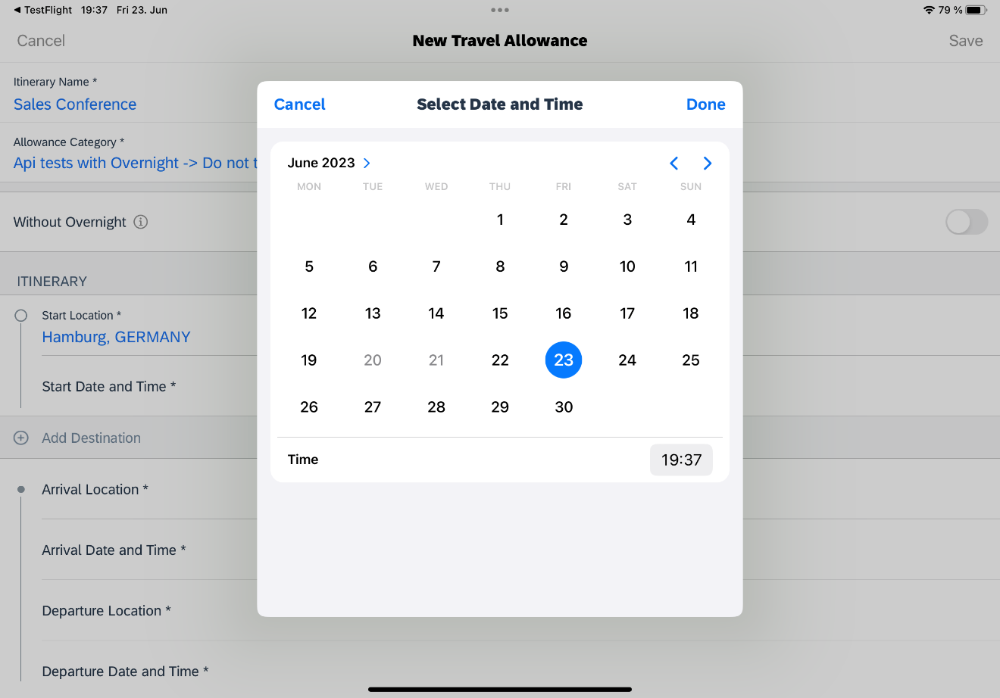 ◀ TestFlight 19:37 Fri 23. Jun 79 %
Cancel New Travel Allowance Save
Itinerary Name *
Sales Conference
Allowance Category *
Api tests with Overnight -> Do not t
Without Overnight
ITINERARY
Start Location *
Hamburg, GERMANY
Start Date and Time *
Add Destination
Arrival Location *
Arrival Date and Time *
Departure Location *
Departure Date and Time *
Cancel Select Date and Time Done
June 2023
MON TUE WED THU FRI SAT SUN
1 2 3 4
5 6 7 8 9 10 11
12 13 14 15 16 17 18
19 20 21 22 23 24 25
26 27 28 29 30
Time 19:37